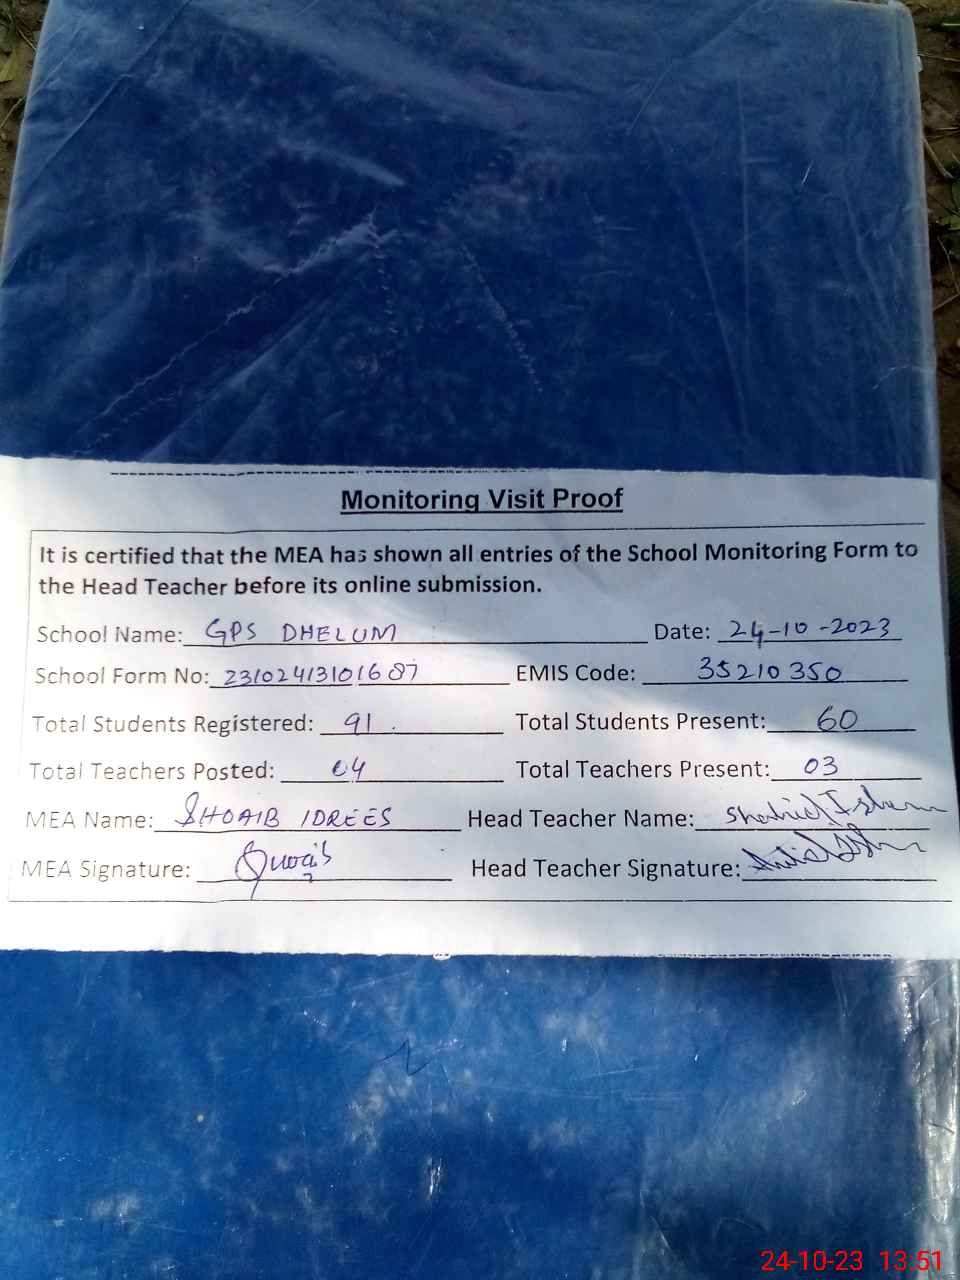 Monitoring Visit Proof
It is certified that the MEA has shown all entries of the School Monitoring Form to
the Head Teacher before its online submission.
School Name: GPS DHELUM Date: 24-10-2023
School Form No: 23102413101687 EMIS Code: 35210350
Total Students Registered: 91 Total Students Present: 60
Total Teachers Posted: 04 Total Teachers Present: 03
MEA Name: SHOAIB IDREES Head Teacher Name:
MEA Signature: Head Teacher Signature:
24-10-23 13:51